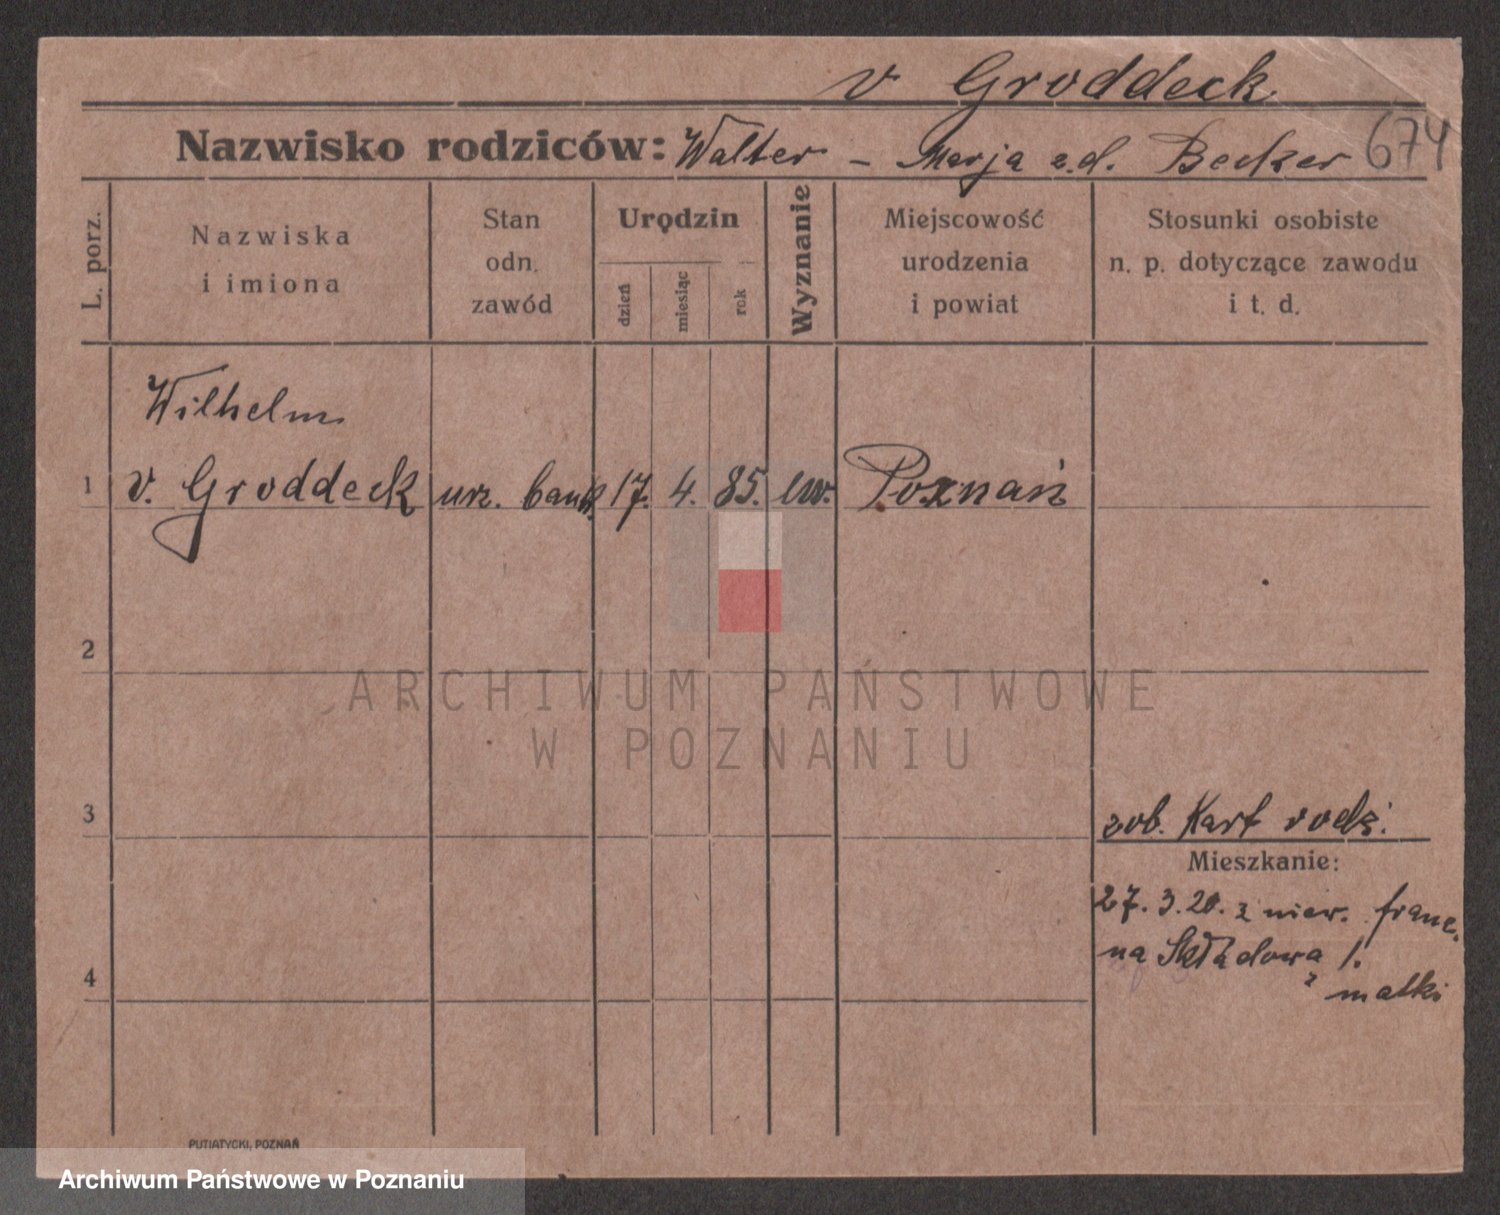 v Groddeck
674
Nazwisko rodziców: Walter - Marja z.d. Becker
L. porz.
Nazwiska
i imiona
Stan
odn.
zawód
Urodzin
dzień
miesiąc
rok
Wyznanie
Miejscowość
urodzenia
i powiat
Stosunki osobiste
n. p. dotyczące zawodu
i t. d.
Wilhelm
1 v. Groddeck urz. bank. 17. 4. 85. ew. Poznań
2
ARCHIWUM PAŃSTWOWE
W POZNANIU
3
zob. Kart rodz.
Mieszkanie:
27. 3. 20. z niew. franc.
na Składowa 1.
z matki
4
PUTIATYCKI, POZNAŃ
Archiwum Państwowe w Poznaniu